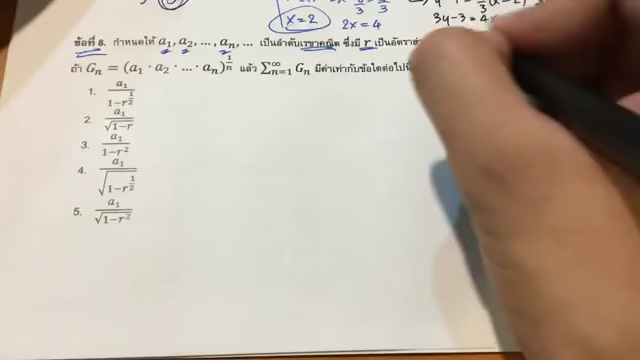 x=2
2x=4
3y-3=4x
ข้อที่ 8. กำหนดให้ a₁, a₂, ..., aₙ, ... เป็นลำดับเรขาคณิต ซึ่งมี r เป็นอัตรา
ถ้า Gₙ = (a₁ · a₂ · ... · aₙ)^(1/n) แล้ว ∑_{n=1}^{∞} Gₙ มีค่าเท่ากับข้อใดต่อไปนี้
1. a₁/(1-r^(1/2))
2. a₁/√(1-r)
3. a₁/(1-r²)
4. a₁/√(1-r^(1/2))
5. a₁/√(1-r²)